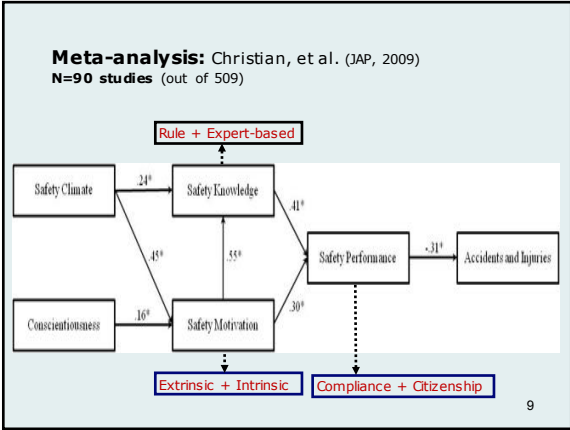 Meta-analysis: Christian, et al. (JAP, 2009)
N=90 studies (out of 509)
Rule + Expert-based
Safety Climate
.24*
Safety Knowledge
.41*
.45*
.55*
Safety Performance
-.31*
Accidents and Injuries
.30*
Conscientiousness
.16*
Safety Motivation
Extrinsic + Intrinsic
Compliance + Citizenship
9